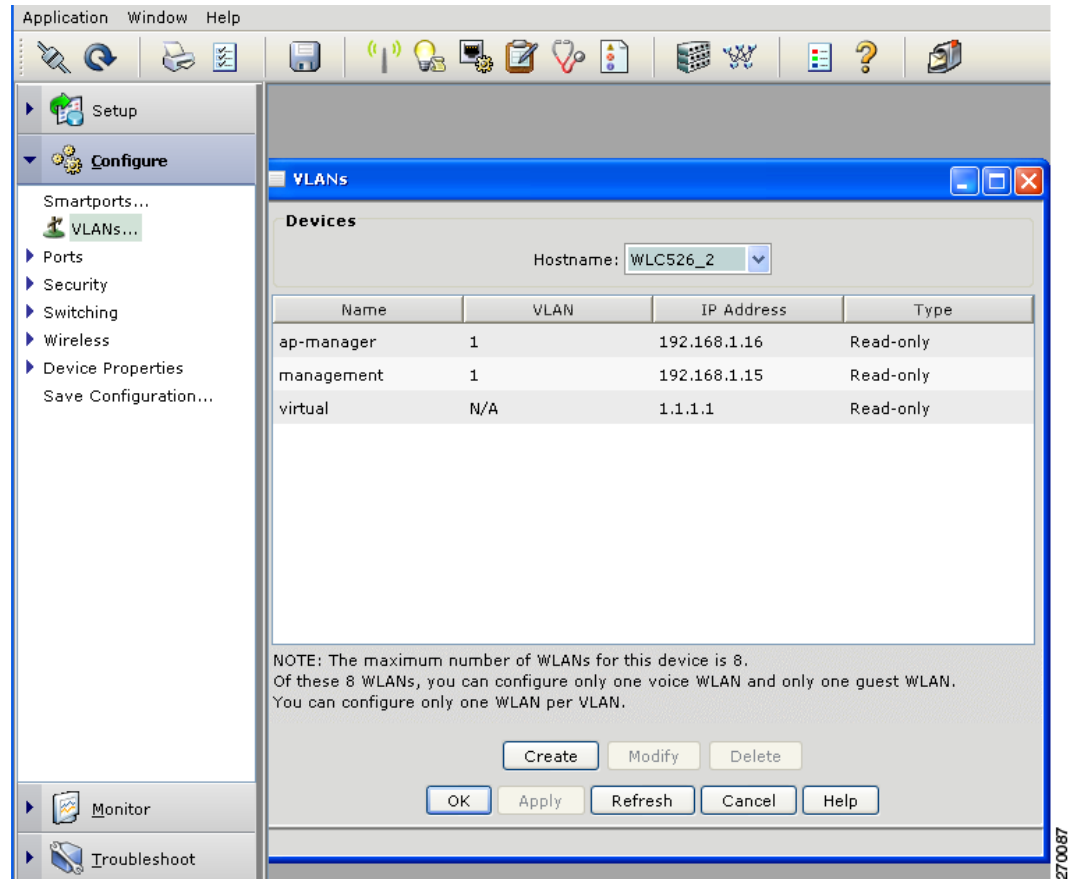 Application Window Help
Setup
Configure
Smartports...
VLANs...
Ports
Security
Switching
Wireless
Device Properties
Save Configuration...
Monitor
Troubleshoot
VLANs
Devices
Hostname: WLC526_2
Name VLAN IP Address Type
ap-manager 1 192.168.1.16 Read-only
management 1 192.168.1.15 Read-only
virtual N/A 1.1.1.1 Read-only
NOTE: The maximum number of WLANs for this device is 8.
Of these 8 WLANs, you can configure only one voice WLAN and only one guest WLAN.
You can configure only one WLAN per VLAN.
Create Modify Delete
OK Apply Refresh Cancel Help
270087